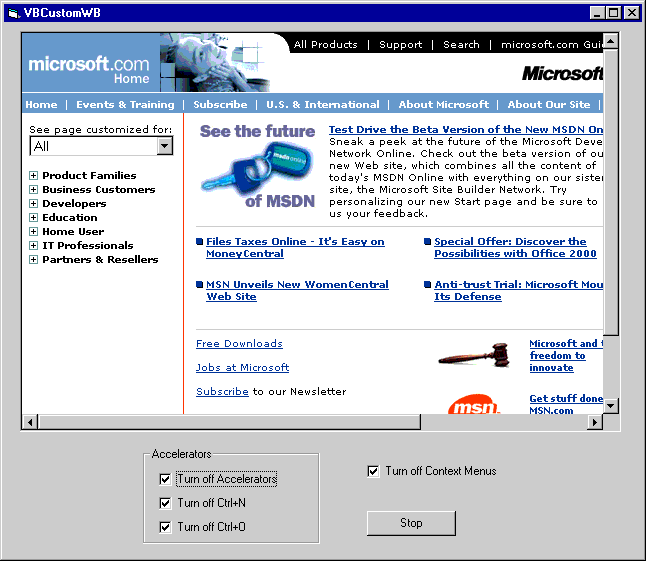 VBCustomWB
All Products | Support | Search | microsoft.com Gui
microsoft.com
Home
Microsoft
Home | Events & Training | Subscribe | U.S. & International | About Microsoft | About Our Site |
See page customized for:
All
Product Families
Business Customers
Developers
Education
Home User
IT Professionals
Partners & Resellers
See the future
msdn online
of MSDN
Test Drive the Beta Version of the New MSDN On
Sneak a peek at the future of the Microsoft Deve
Network Online. Check out the beta version of ou
new Web site, which combines all the content of
today's MSDN Online with everything on our sister
site, the Microsoft Site Builder Network. Try
personalizing our new Start page and be sure to
us your feedback.
Files Taxes Online - It's Easy on
MoneyCentral
Special Offer: Discover the
Possibilities with Office 2000
MSN Unveils New WomenCentral
Web Site
Anti-trust Trial: Microsoft Mou
Its Defense
Free Downloads
Jobs at Microsoft
Subscribe to our Newsletter
Microsoft and t
freedom to
innovate
msn
Get stuff done
MSN.com
Accelerators
Turn off Accelerators
Turn off Ctrl+N
Turn off Ctrl+O
Turn off Context Menus
Stop